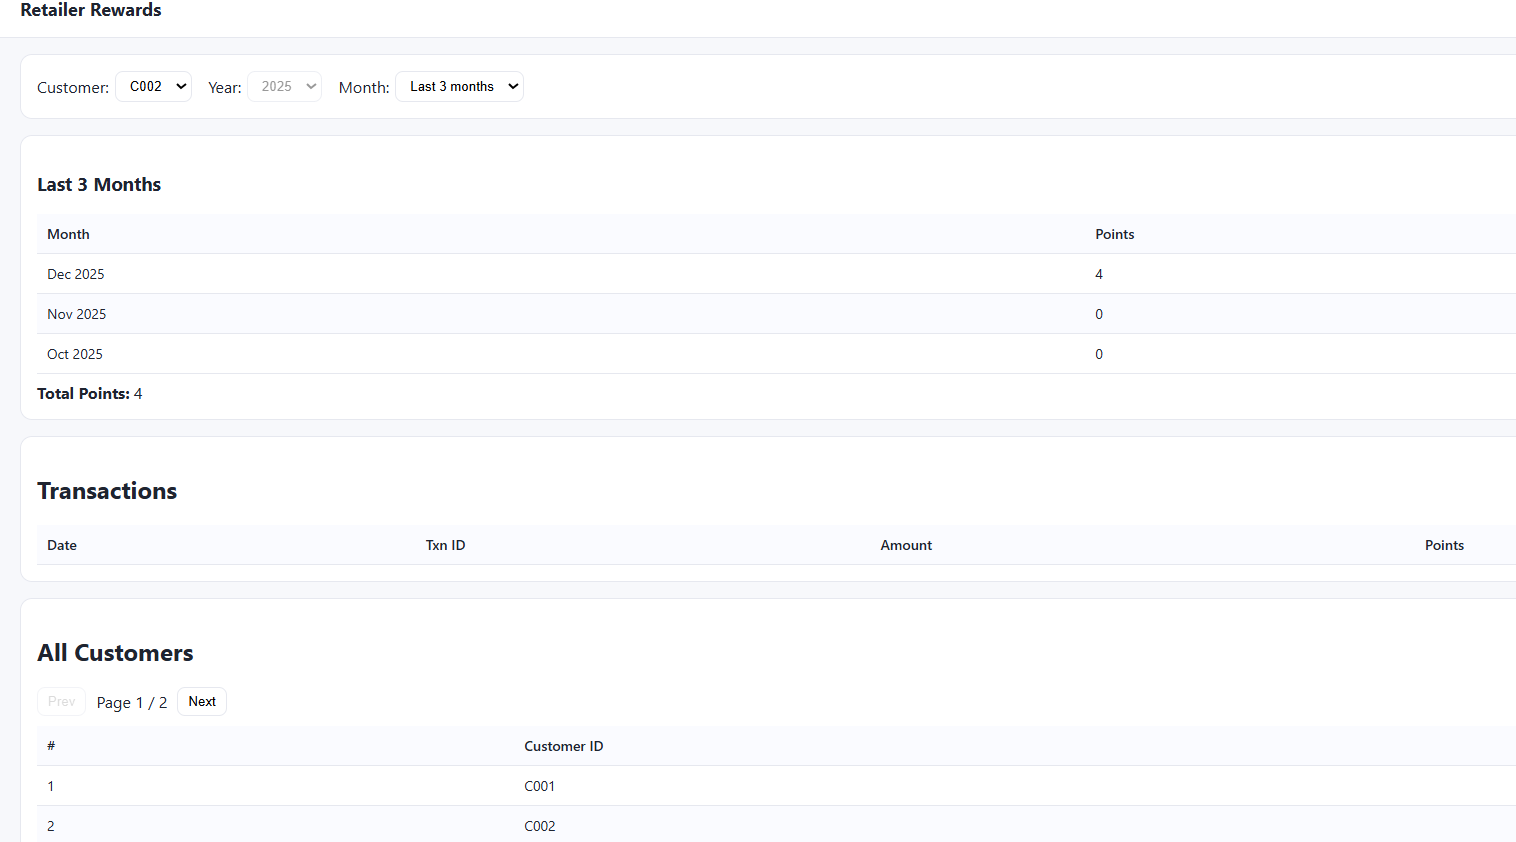 Retailer Rewards
Customer: C002 Year: 2025 Month: Last 3 months
Last 3 Months
Month Points
Dec 2025 4
Nov 2025 0
Oct 2025 0
Total Points: 4
Transactions
Date Txn ID Amount Points
All Customers
Prev Page 1 / 2 Next
# Customer ID
1 C001
2 C002